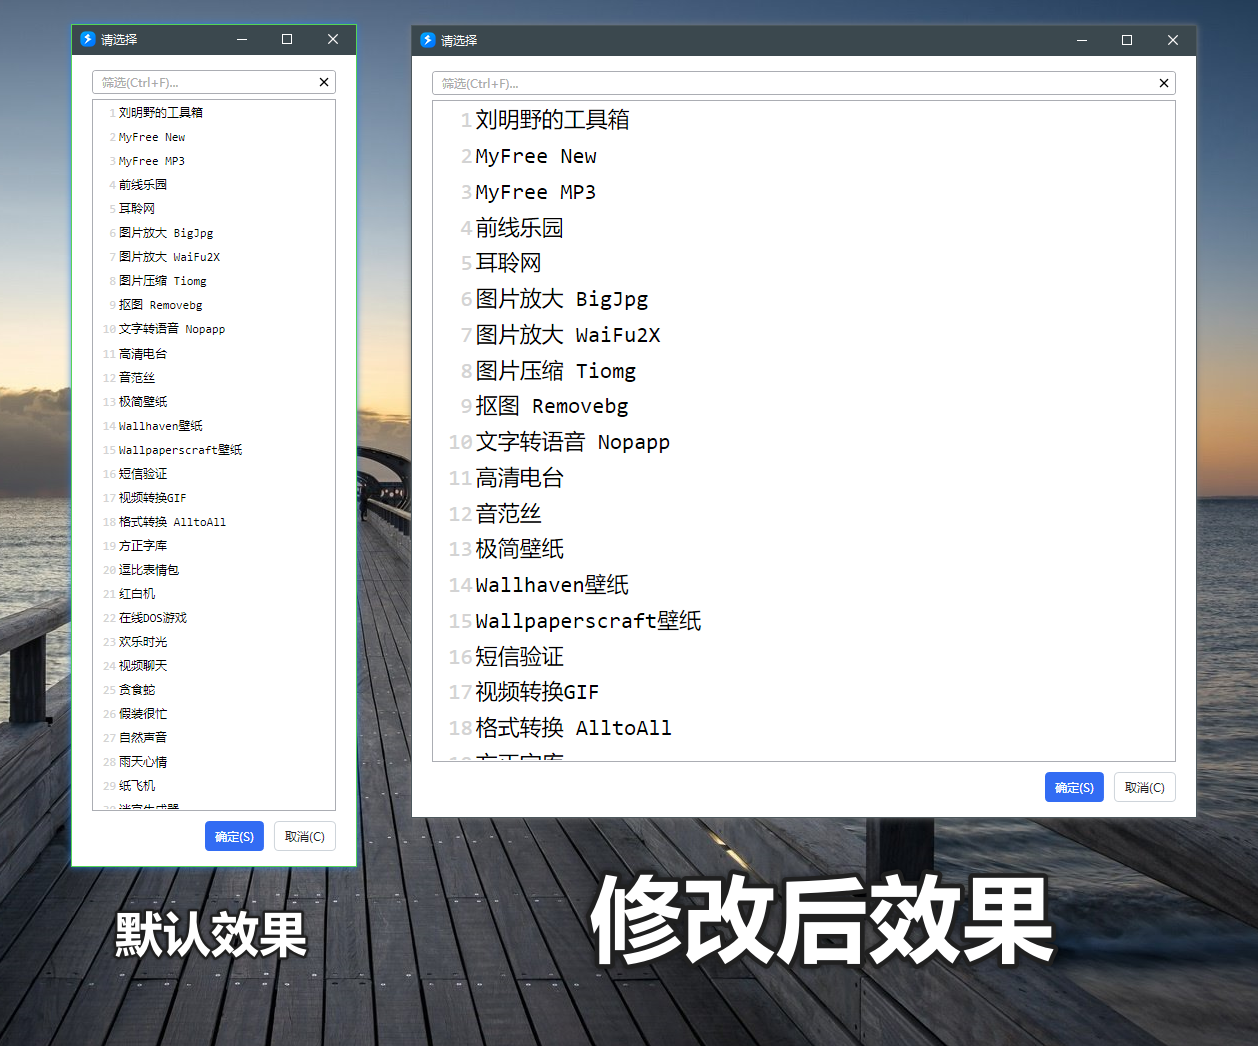 请选择
筛选(Ctrl+F)...
1 刘明野的工具箱
2 MyFree New
3 MyFree MP3
4 前线乐园
5 耳聆网
6 图片放大 BigJpg
7 图片放大 WaiFu2X
8 图片压缩 Tiomg
9 抠图 Removebg
10 文字转语音 Nopapp
11 高清电台
12 音范丝
13 极简壁纸
14 Wallhaven壁纸
15 Wallpaperscraft壁纸
16 短信验证
17 视频转换GIF
18 格式转换 AlltoAll
19 方正字库
20 逗比表情包
21 红白机
22 在线DOS游戏
23 欢乐时光
24 视频聊天
25 贪食蛇
26 假装很忙
27 自然声音
28 雨天心情
29 纸飞机
确定(S)
取消(C)
默认效果
请选择
筛选(Ctrl+F)...
1 刘明野的工具箱
2 MyFree New
3 MyFree MP3
4 前线乐园
5 耳聆网
6 图片放大 BigJpg
7 图片放大 WaiFu2X
8 图片压缩 Tiomg
9 抠图 Removebg
10 文字转语音 Nopapp
11 高清电台
12 音范丝
13 极简壁纸
14 Wallhaven壁纸
15 Wallpaperscraft壁纸
16 短信验证
17 视频转换GIF
18 格式转换 AlltoAll
确定(S)
取消(C)
修改后效果